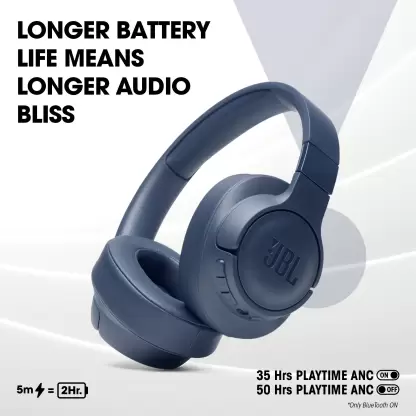 LONGER BATTERY
LIFE MEANS
LONGER AUDIO
BLISS
JBL
5m = 2Hr.
35 Hrs PLAYTIME ANC ON
50 Hrs PLAYTIME ANC OFF
*Only BlueTooth ON